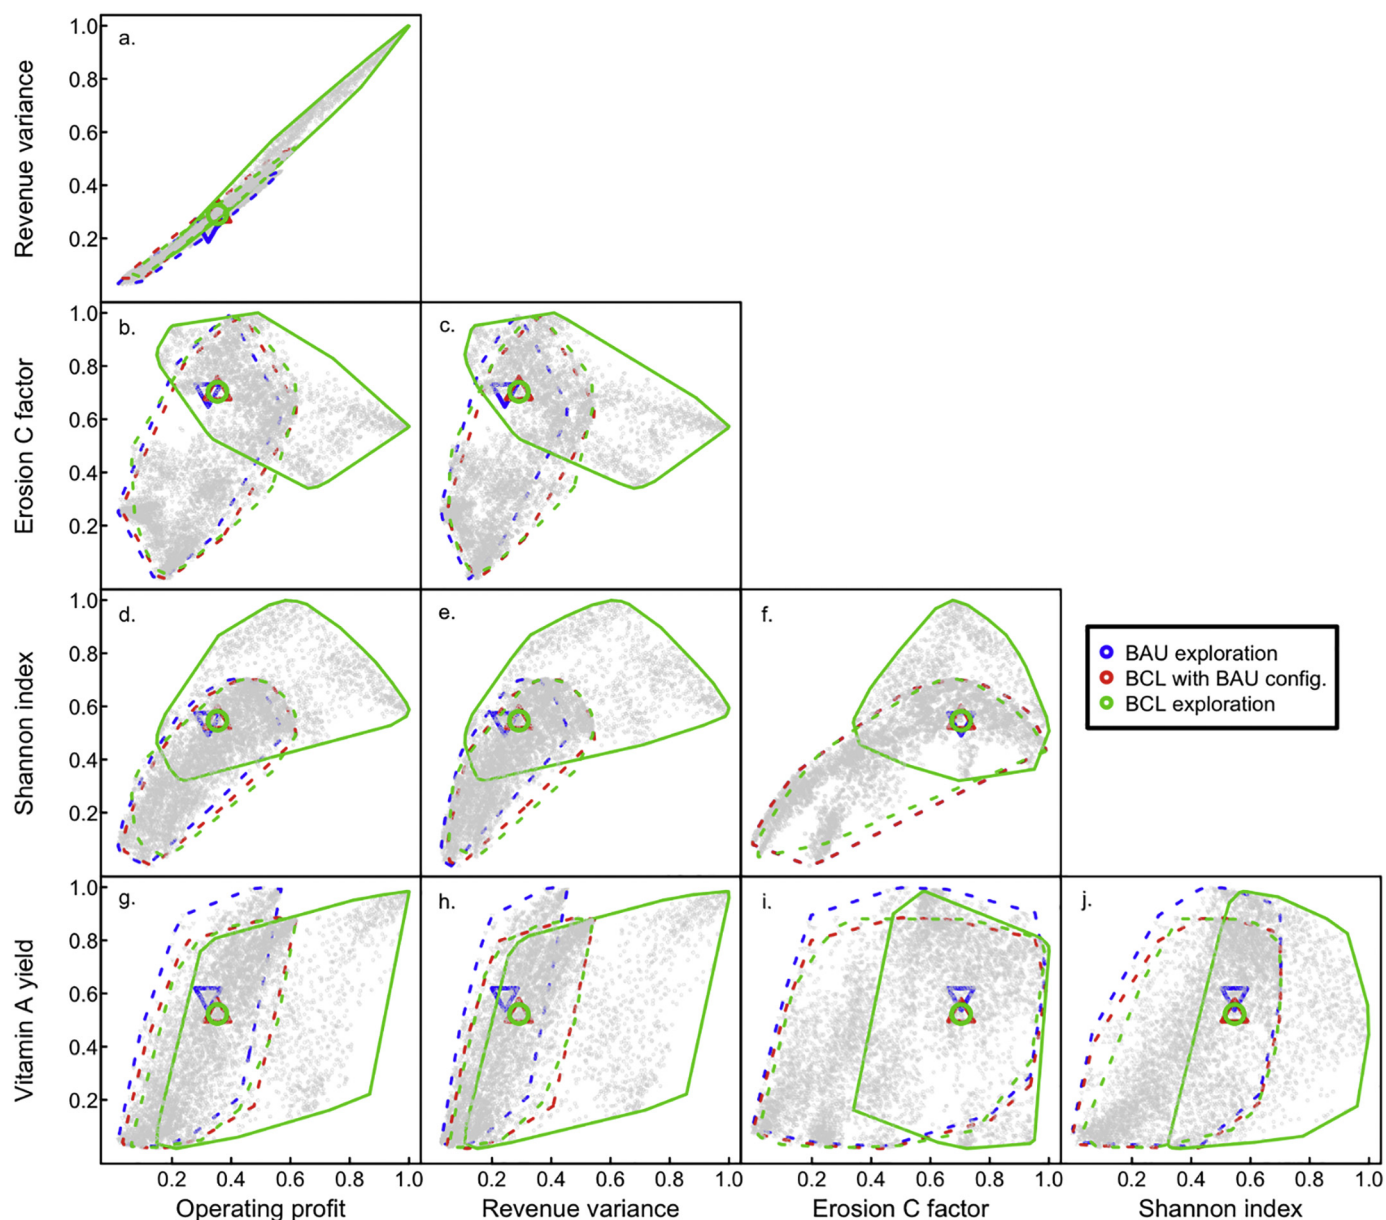 a.
Revenue variance
1.0
0.8
0.6
0.4
0.2
b.
c.
Erosion C factor
1.0
0.8
0.6
0.4
0.2
d.
e.
f.
Shannon index
1.0
0.8
0.6
0.4
0.2
BAU exploration
BCL with BAU config.
BCL exploration
g.
h.
i.
j.
Vitamin A yield
1.0
0.8
0.6
0.4
0.2
0.2 0.4 0.6 0.8 1.0 0.2 0.4 0.6 0.8 1.0 0.2 0.4 0.6 0.8 1.0 0.2 0.4 0.6 0.8 1.0
Operating profit Revenue variance Erosion C factor Shannon index